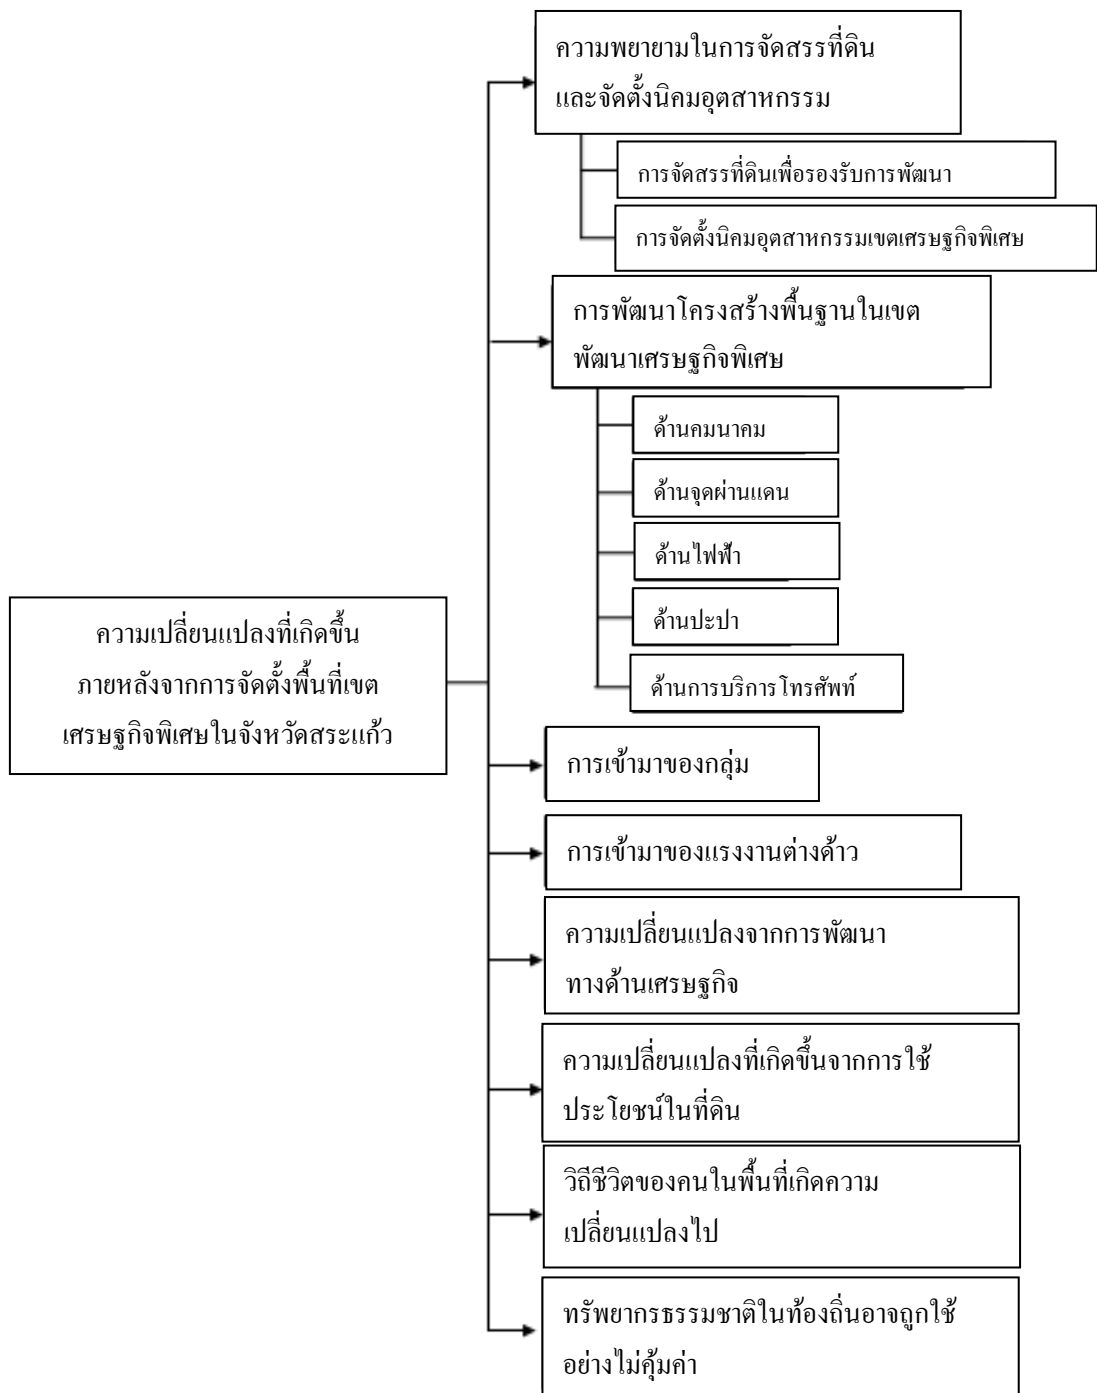 ความพยายามในการจัดสรรที่ดิน
และจัดตั้งนิคมอุตสาหกรรม
การจัดสรรที่ดินเพื่อรองรับการพัฒนา
การจัดตั้งนิคมอุตสาหกรรมเขตเศรษฐกิจพิเศษ
การพัฒนาโครงสร้างพื้นฐานในเขต
พัฒนาเศรษฐกิจพิเศษ
ด้านคมนาคม
ด้านจุดผ่านแดน
ด้านไฟฟ้า
ด้านปะปา
ด้านการบริการโทรศัพท์
ความเปลี่ยนแปลงที่เกิดขึ้น
ภายหลังจากการจัดตั้งพื้นที่เขต
เศรษฐกิจพิเศษในจังหวัดสระแก้ว
การเข้ามาของกลุ่ม
การเข้ามาของแรงงานต่างด้าว
ความเปลี่ยนแปลงจากการพัฒนา
ทางด้านเศรษฐกิจ
ความเปลี่ยนแปลงที่เกิดขึ้นจากการใช้
ประโยชน์ในที่ดิน
วิถีชีวิตของคนในพื้นที่เกิดความ
เปลี่ยนแปลงไป
ทรัพยากรธรรมชาติในท้องถิ่นอาจถูกใช้
อย่างไม่คุ้มค่า